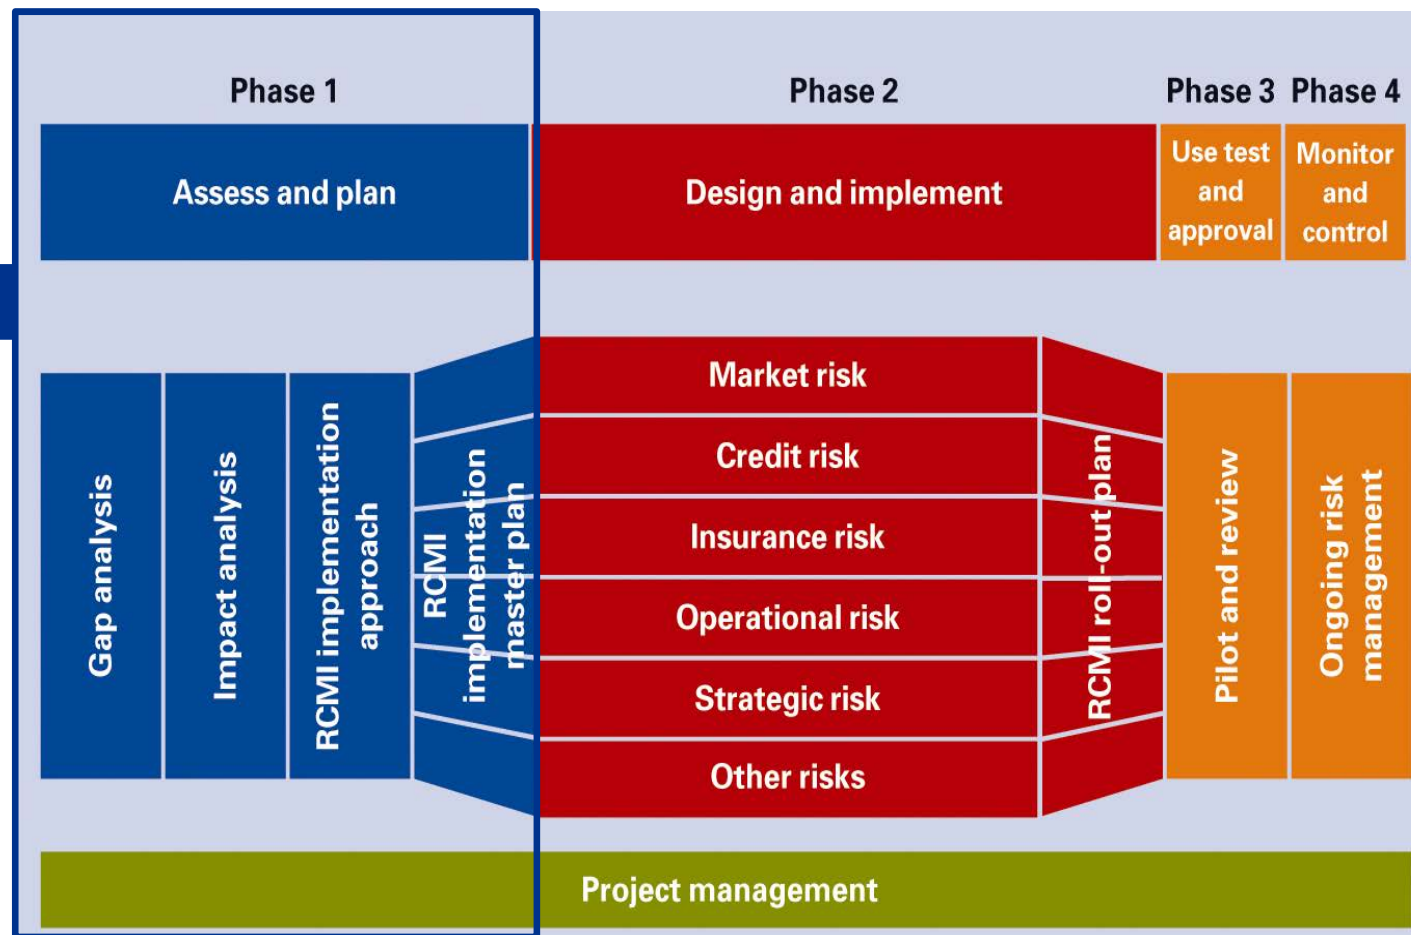 Phase 1
Phase 2
Phase 3
Phase 4
Assess and plan
Design and implement
Use test
and
approval
Monitor
and
control
Gap analysis
Impact analysis
RCMI implementation
approach
RCMI
implementation
master plan
Market risk
Credit risk
Insurance risk
Operational risk
Strategic risk
Other risks
RCMI roll-out plan
Pilot and review
Ongoing risk
management
Project management